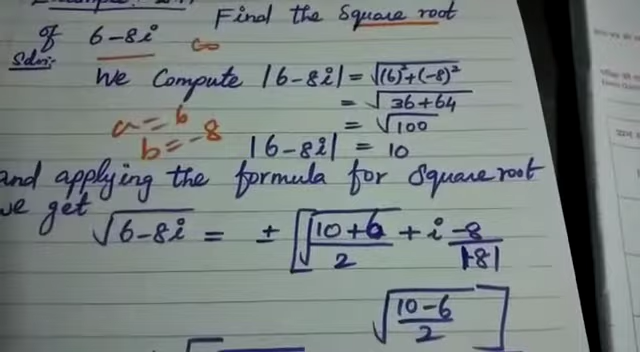 Find the Square root
of 6-8i
Soln:-
We Compute |6-8i| = √(6)²+(-8)²
= √36+64
a=6
= √100
b=-8
|6-8i| = 10
and applying the formula for Square root
we get
√6-8i = ± [√10+6/2 + i -8/|-8|
√10-6/2 ]